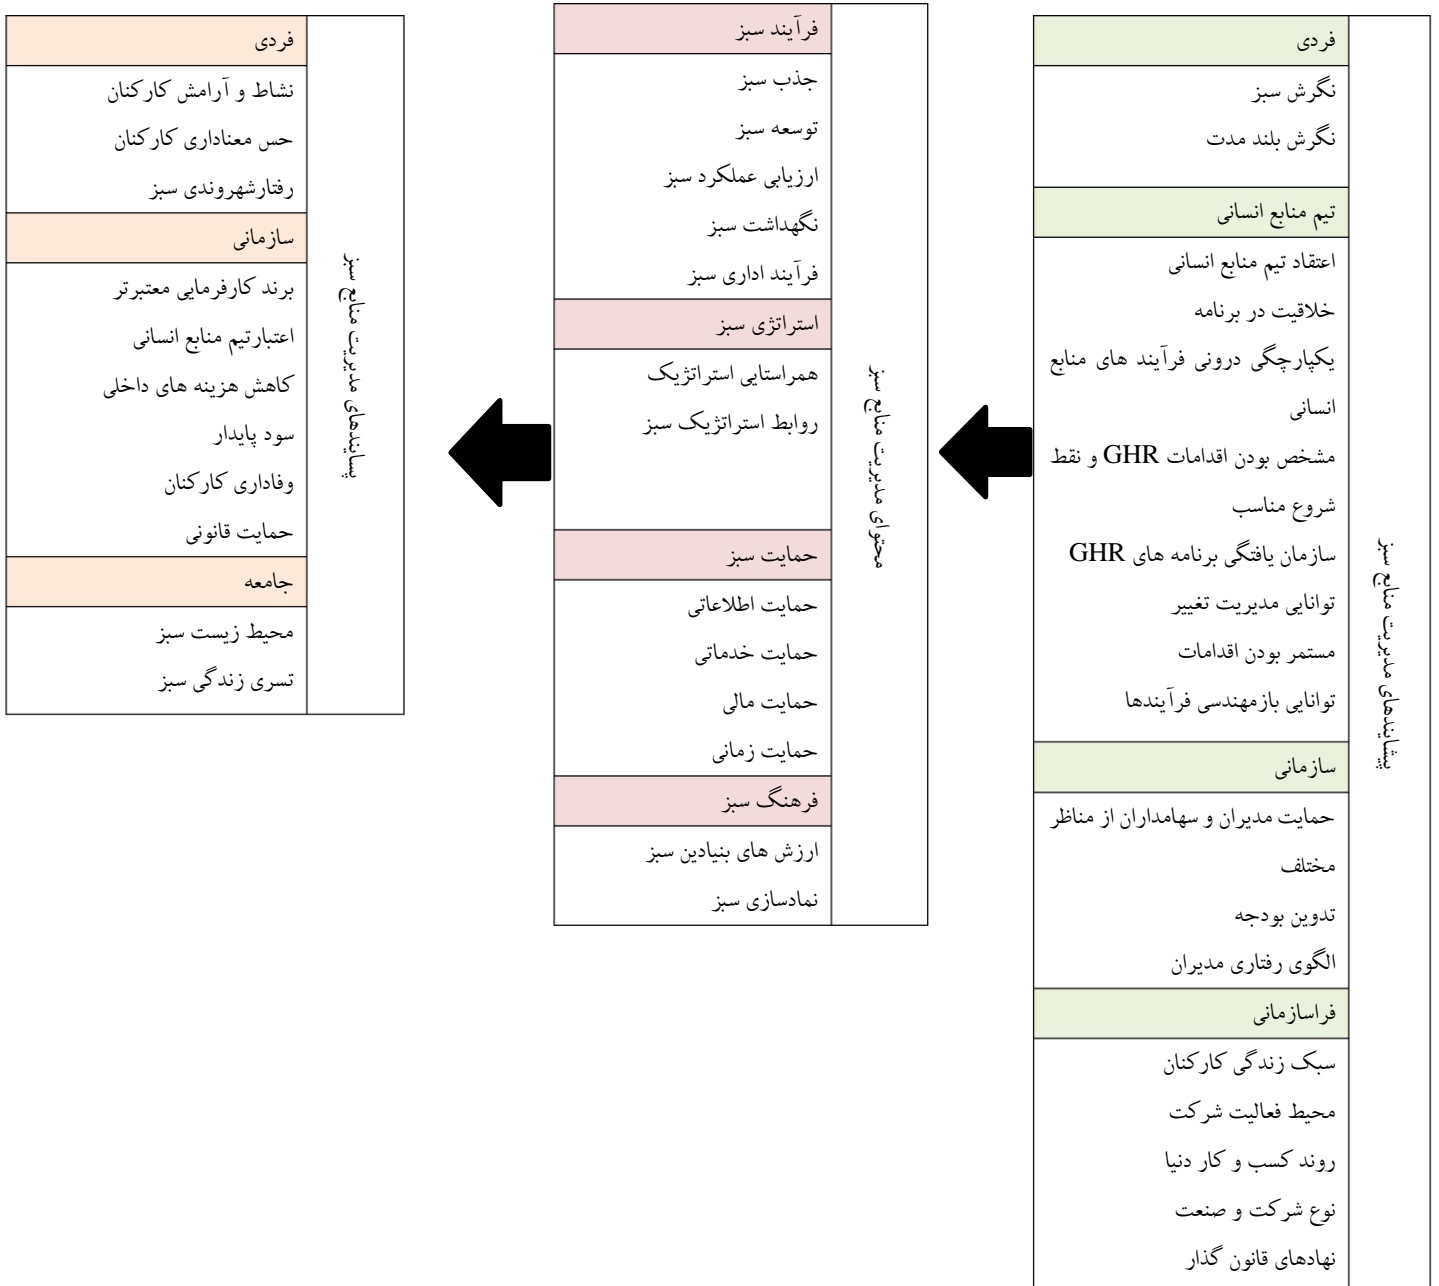 پیشایندهای مدیریت منابع سبز
فردی
نگرش سبز
نگرش بلند مدت
تیم منابع انسانی
اعتقاد تیم منابع انسانی
خلاقیت در برنامه
یکپارچگی درونی فرآیند های منابع
انسانی
مشخص بودن اقدامات GHR و نقط
شروع مناسب
سازمان یافتگی برنامه های GHR
توانایی مدیریت تغییر
مستمر بودن اقدامات
توانایی بازمهندسی فرآیندها
سازمانی
حمایت مدیران و سهامداران از مناظر
مختلف
تدوین بودجه
الگوی رفتاری مدیران
فراسازمانی
سبک زندگی کارکنان
محیط فعالیت شرکت
روند کسب و کار دنیا
نوع شرکت و صنعت
نهادهای قانون گذار
محتوای مدیریت منابع سبز
فرآیند سبز
جذب سبز
توسعه سبز
ارزیابی عملکرد سبز
نگهداشت سبز
فرآیند اداری سبز
استراتژی سبز
همراستایی استراتژیک
روابط استراتژیک سبز
حمایت سبز
حمایت اطلاعاتی
حمایت خدماتی
حمایت مالی
حمایت زمانی
فرهنگ سبز
ارزش های بنیادین سبز
نمادسازی سبز
پسایندهای مدیریت منابع سبز
فردی
نشاط و آرامش کارکنان
حس معناداری کارکنان
رفتارشهروندی سبز
سازمانی
برند کارفرمایی معتبرتر
اعتبارتیم منابع انسانی
کاهش هزینه های داخلی
سود پایدار
وفاداری کارکنان
حمایت قانونی
جامعه
محیط زیست سبز
تسری زندگی سبز